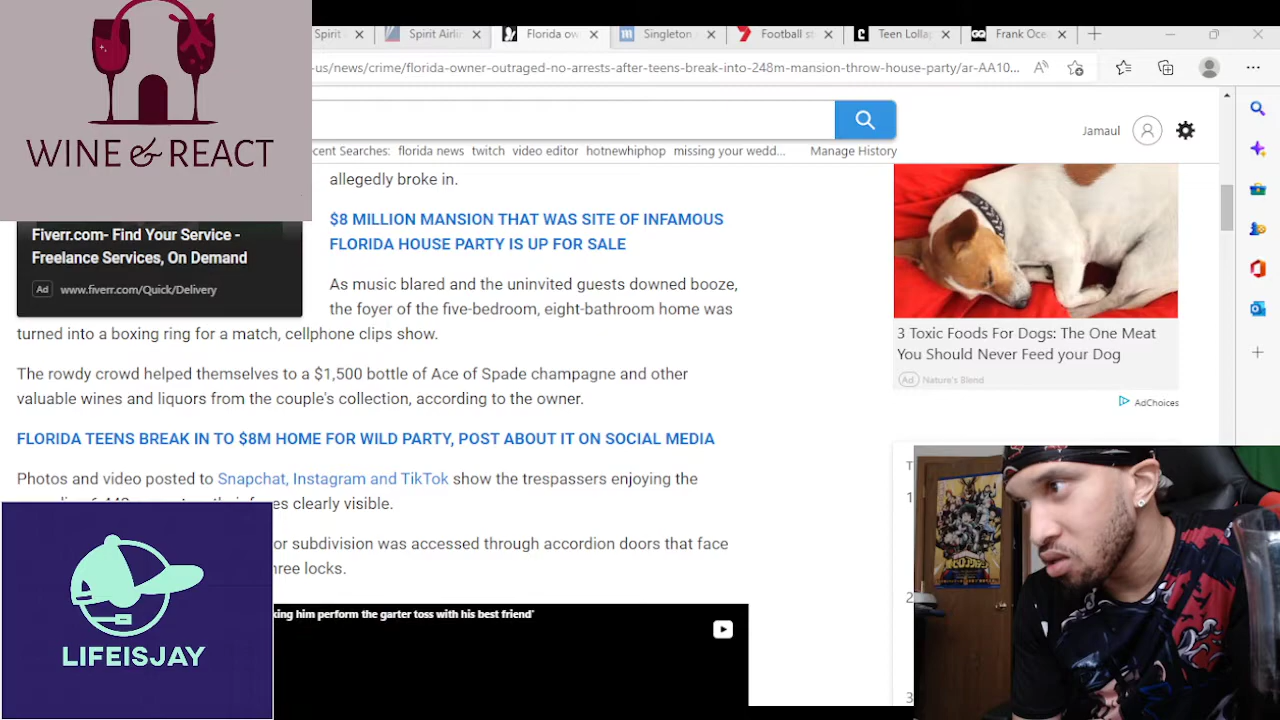 Spirit
Spirit Airlin
Florida ow
Singleton
Football st
Teen Lolla
Frank Oce
-us/news/crime/florida-owner-outraged-no-arrests-after-teens-break-into-248m-mansion-throw-house-party/ar-AA10...
WINE & REACT
Jamaul
cent Searches: florida news twitch video editor hotnewhiphop missing your wedd... Manage History
allegedly broke in.
$8 MILLION MANSION THAT WAS SITE OF INFAMOUS
FLORIDA HOUSE PARTY IS UP FOR SALE
Fiverr.com- Find Your Service -
Freelance Services, On Demand
Ad www.fiverr.com/Quick/Delivery
As music blared and the uninvited guests downed booze,
the foyer of the five-bedroom, eight-bathroom home was
turned into a boxing ring for a match, cellphone clips show.
The rowdy crowd helped themselves to a $1,500 bottle of Ace of Spade champagne and other
valuable wines and liquors from the couple's collection, according to the owner.
FLORIDA TEENS BREAK IN TO $8M HOME FOR WILD PARTY, POST ABOUT IT ON SOCIAL MEDIA
Photos and video posted to Snapchat, Instagram and TikTok show the trespassers enjoying the
es clearly visible.
or subdivision was accessed through accordion doors that face
hree locks.
king him perform the garter toss with his best friend'
3 Toxic Foods For Dogs: The One Meat
You Should Never Feed your Dog
Ad Nature's Blend
AdChoices
T
1
2
3
LIFEISJAY